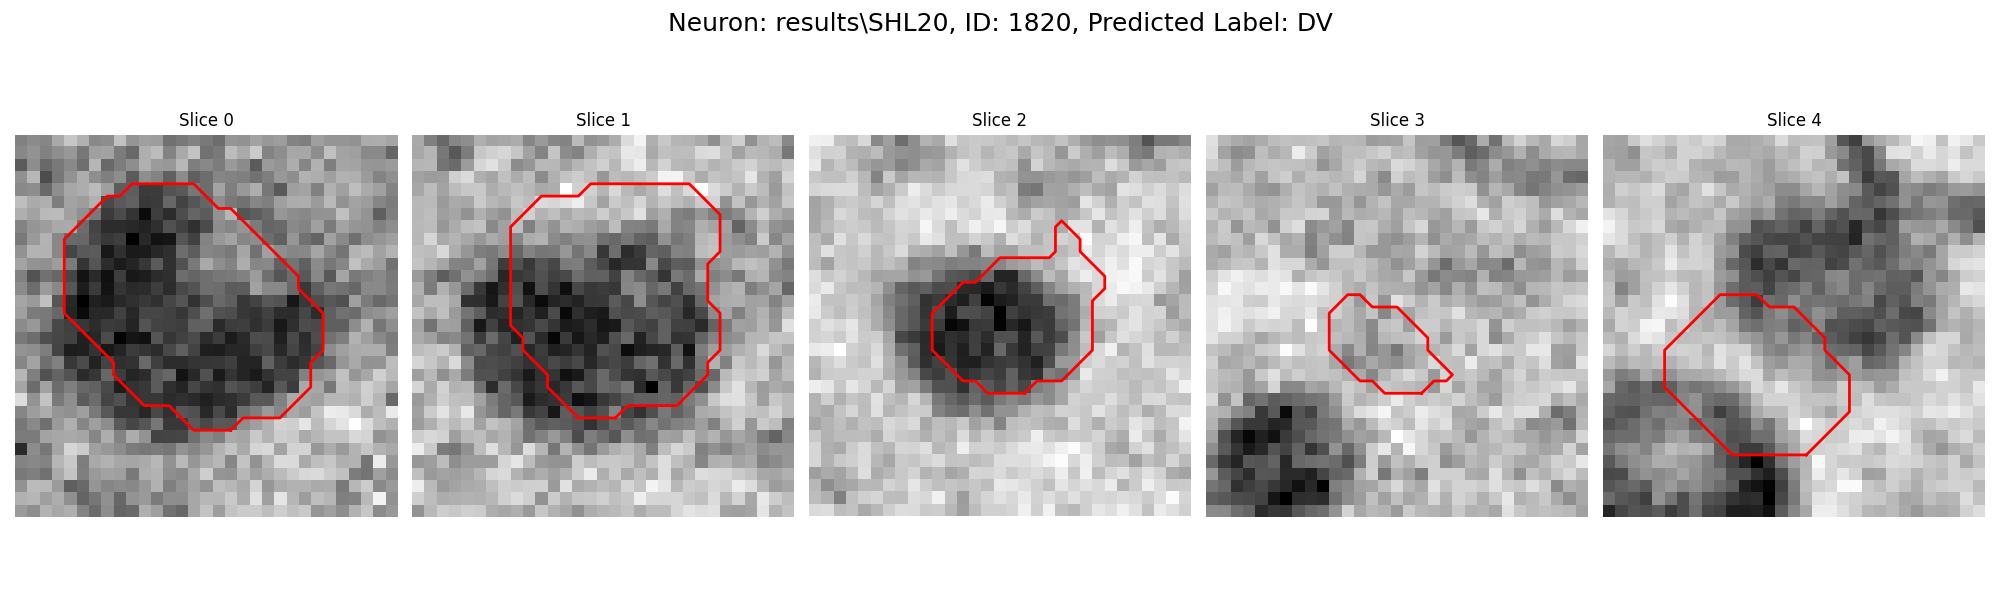 Neuron: results\SHL20, ID: 1820, Predicted Label: DV
Slice 0
Slice 1
Slice 2
Slice 3
Slice 4